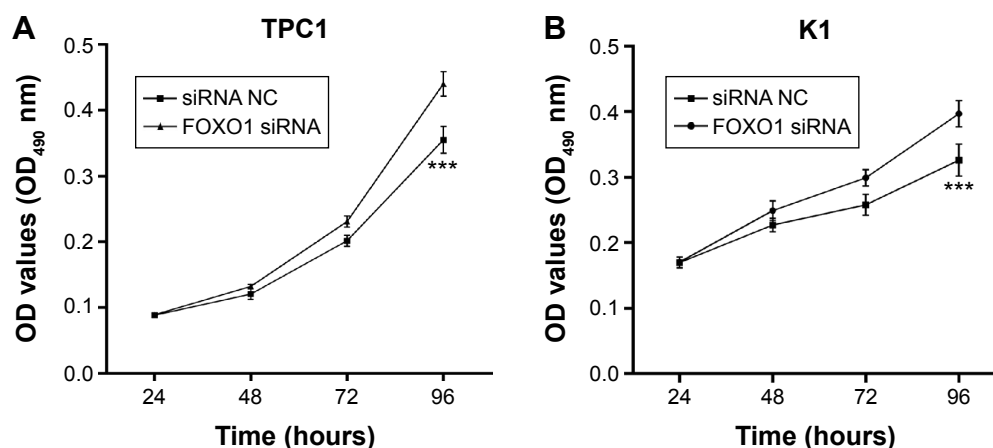 A
TPC1
OD values (OD490 nm)
0.5
0.4
0.3
0.2
0.1
0.0
siRNA NC
FOXO1 siRNA
***
24 48 72 96
Time (hours)
B
K1
OD values (OD490 nm)
0.5
0.4
0.3
0.2
0.1
0.0
siRNA NC
FOXO1 siRNA
***
24 48 72 96
Time (hours)